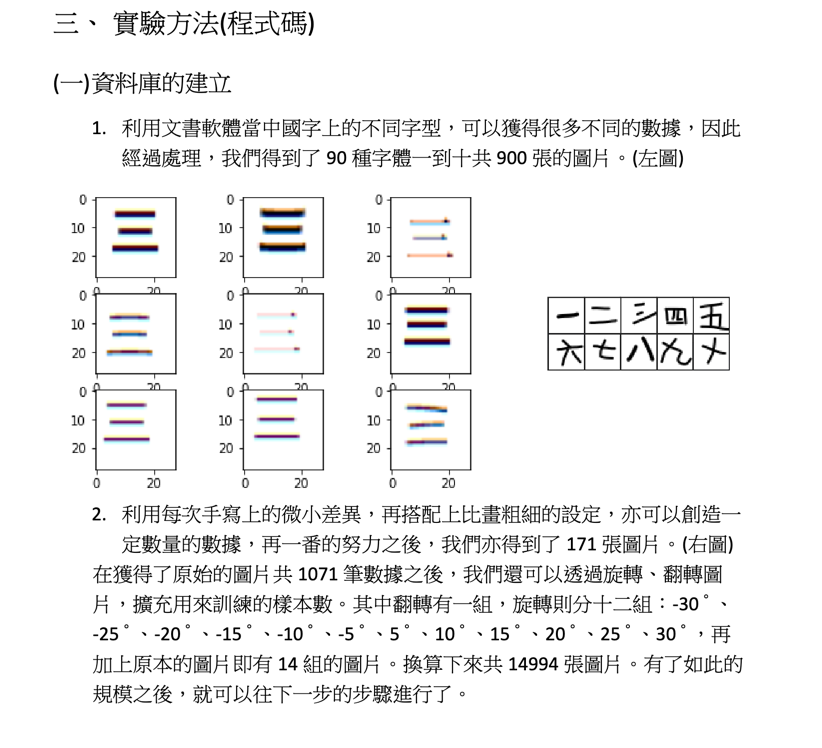 三、 實驗方法(程式碼)
(一)資料庫的建立
1. 利用文書軟體當中國字上的不同字型，可以獲得很多不同的數據，因此
經過處理，我們得到了 90 種字體一到十共 900 張的圖片。(左圖)
0
10
20
0
20
0
10
20
0
20
0
10
20
0
20
0
10
20
0
20
0
10
20
0
20
0
10
20
0
20
0
10
20
0
20
0
10
20
0
20
0
10
20
0
20
三 三 三
三 三 三
三 三 三
一 二 三 四 五
六 七 八 九 十
2. 利用每次手寫上的微小差異，再搭配上比畫粗細的設定，亦可以創造一
定數量的數據，再一番的努力之後，我們亦得到了 171 張圖片。(右圖)
在獲得了原始的圖片共 1071 筆數據之後，我們還可以透過旋轉、翻轉圖
片，擴充用來訓練的樣本數。其中翻轉有一組，旋轉則分十二組：-30˚、
-25˚、-20˚、-15˚、-10˚、-5˚、5˚、10˚、15˚、20˚、25˚、30˚，再
加上原本的圖片即有 14 組的圖片。換算下來共 14994 張圖片。有了如此的
規模之後，就可以往下一步的步驟進行了。